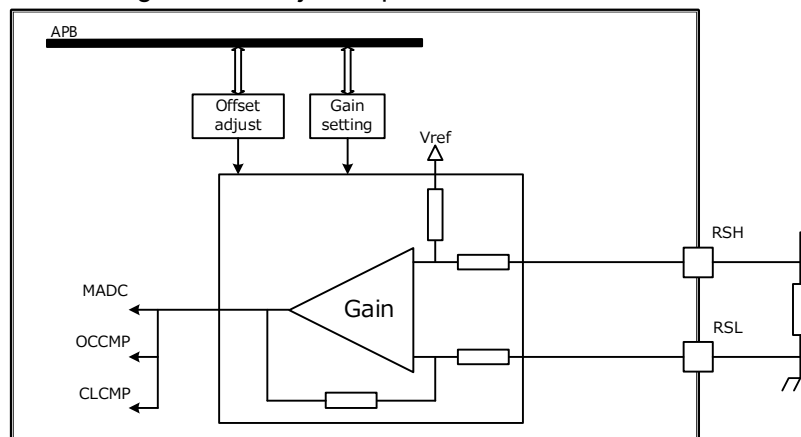 APB
Offset
adjust
Gain
setting
Vref
RSH
MADC
Gain
OCCMP
RSL
CLCMP